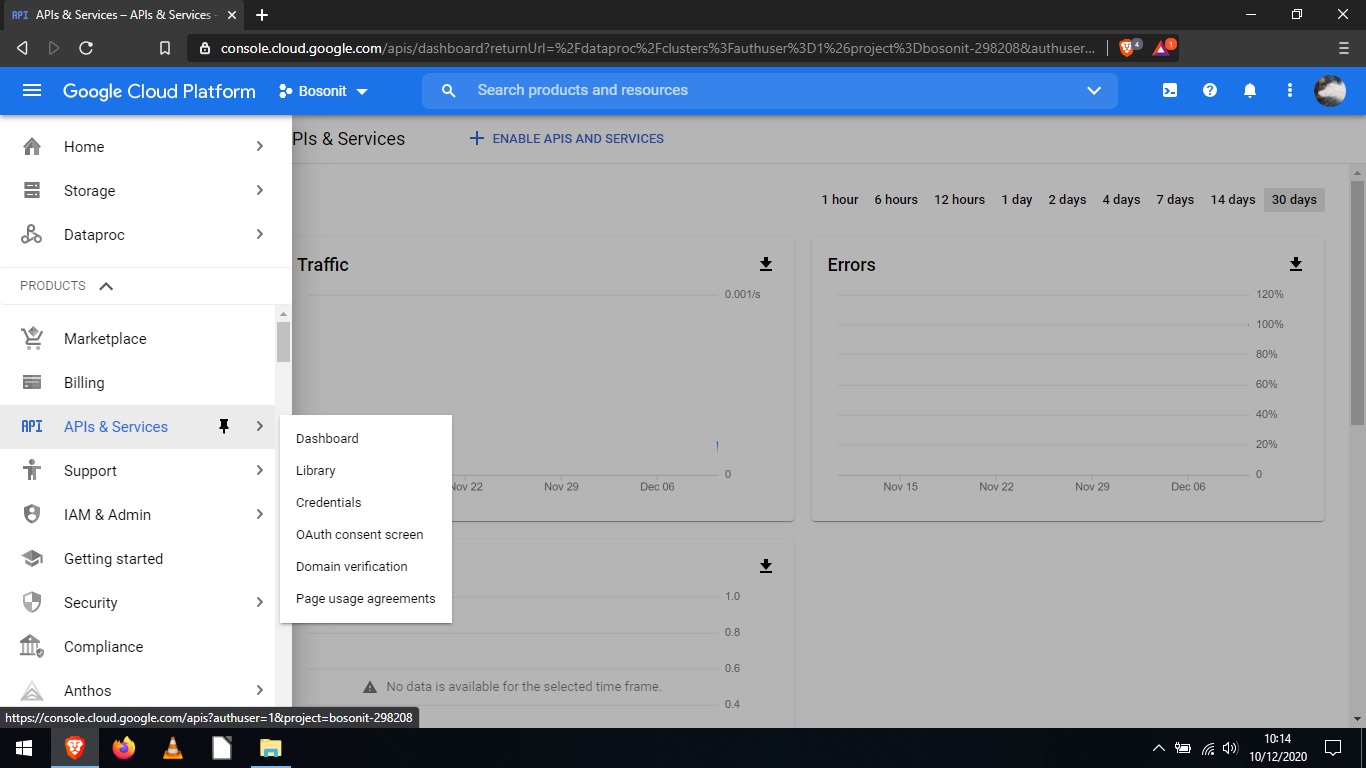 API APIs & Services – APIs & Services -
console.cloud.google.com/apis/dashboard?returnUrl=%2Fdataproc%2Fclusters%3Fauthuser%3D1%26project%3Dbosonit-298208&authuser...
4
1
Google Cloud Platform
Bosonit
Search products and resources
Home
Storage
Dataproc
PRODUCTS
Marketplace
Billing
API APIs & Services
Support
IAM & Admin
Getting started
Security
Compliance
Anthos
Dashboard
Library
Credentials
OAuth consent screen
Domain verification
Page usage agreements
PIs & Services
ENABLE APIS AND SERVICES
1 hour 6 hours 12 hours 1 day 2 days 4 days 7 days 14 days 30 days
Traffic
0.001/s
0
Nov 22 Nov 29 Dec 06
Errors
120%
100%
80%
60%
40%
20%
0
Nov 15 Nov 22 Nov 29 Dec 06
1.0
0.8
0.6
No data is available for the selected time frame.
0.4
https://console.cloud.google.com/apis?authuser=1&project=bosonit-298208
10:14
10/12/2020